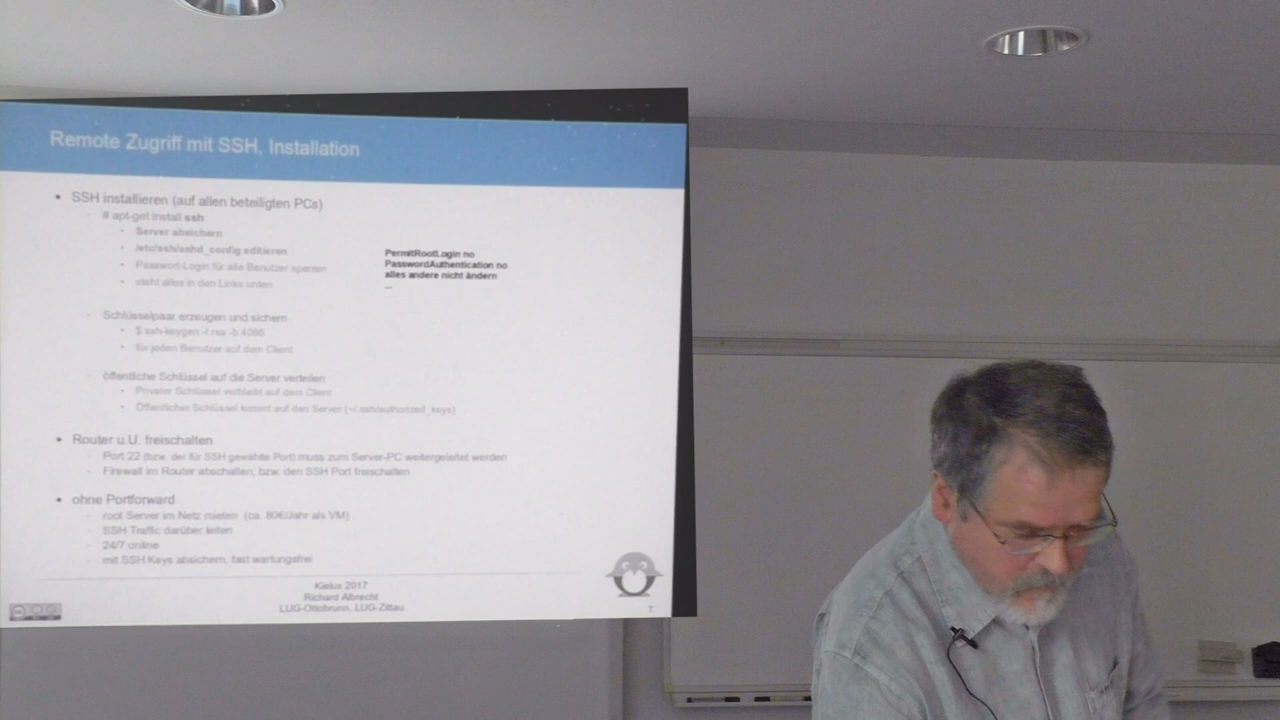 Remote Zugriff mit SSH, Installation
SSH installieren (auf allen beteiligten PCs)
# apt-get install ssh
Server absichern
/etc/ssh/sshd_config editieren
Passwort-Login für alle Benutzer sperren
steht alles in den Links unten
PermitRootLogin no
PasswordAuthentication no
alles andere nicht ändern
...
Schlüsselpaar erzeugen und sichern
$ ssh-keygen -t rsa -b 4096
für jeden Benutzer auf dem Client
öffentliche Schlüssel auf die Server verteilen
Privater Schlüssel verbleibt auf dem Client
Öffentlicher Schlüssel kommt auf den Server (~/.ssh/authorized_keys)
Router u.U. freischalten
Port 22 (bzw. der für SSH gewählte Port) muss zum Server-PC weitergeleitet werden
Firewall im Router abschalten, bzw. den SSH Port freischalten
ohne Portforward
root Server im Netz mieten (ca. 80€/Jahr als VM)
SSH Traffic darüber leiten
24/7 online
mit SSH Keys absichern, fast wartungsfrei
Kielux 2017
Richard Albrecht
LUG-Ottobrunn, LUG-Zittau
7